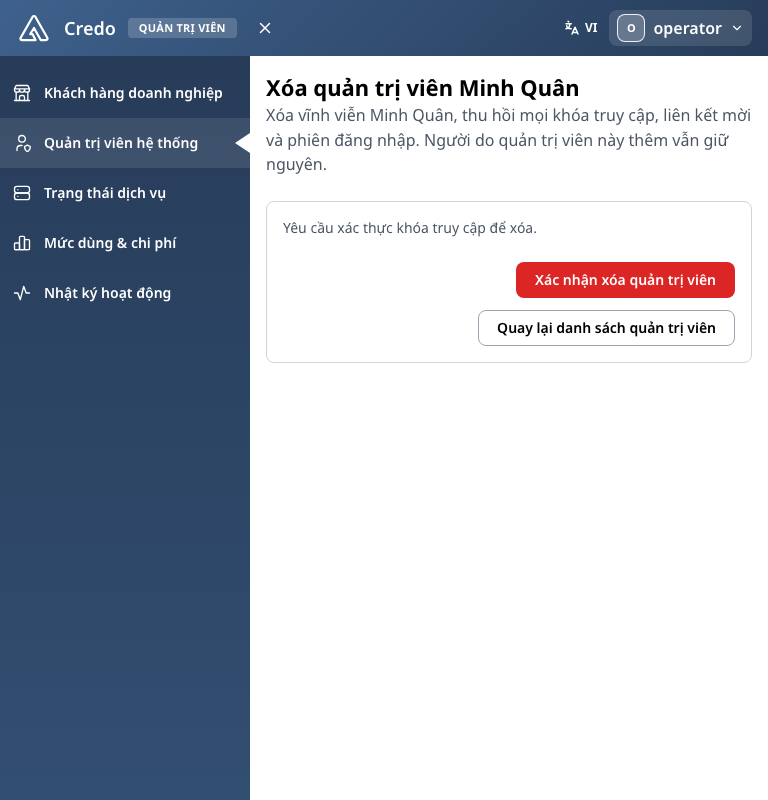 Credo
QUẢN TRỊ VIÊN
VI
O
operator
Khách hàng doanh nghiệp
Quản trị viên hệ thống
Trạng thái dịch vụ
Mức dùng & chi phí
Nhật ký hoạt động
Xóa quản trị viên Minh Quân
Xóa vĩnh viễn Minh Quân, thu hồi mọi khóa truy cập, liên kết mời
và phiên đăng nhập. Người do quản trị viên này thêm vẫn giữ
nguyên.
Yêu cầu xác thực khóa truy cập để xóa.
Xác nhận xóa quản trị viên
Quay lại danh sách quản trị viên